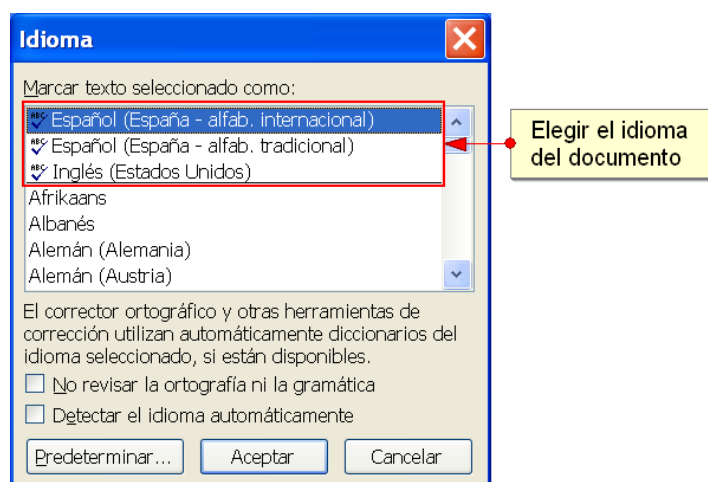 Idioma
Marcar texto seleccionado como:
Español (España - alfab. internacional)
Español (España - alfab. tradicional)
Inglés (Estados Unidos)
Afrikaans
Albanés
Alemán (Alemania)
Alemán (Austria)
Elegir el idioma
del documento
El corrector ortográfico y otras herramientas de
corrección utilizan automáticamente diccionarios del
idioma seleccionado, si están disponibles.
No revisar la ortografía ni la gramática
Detectar el idioma automáticamente
Predeterminar... Aceptar Cancelar